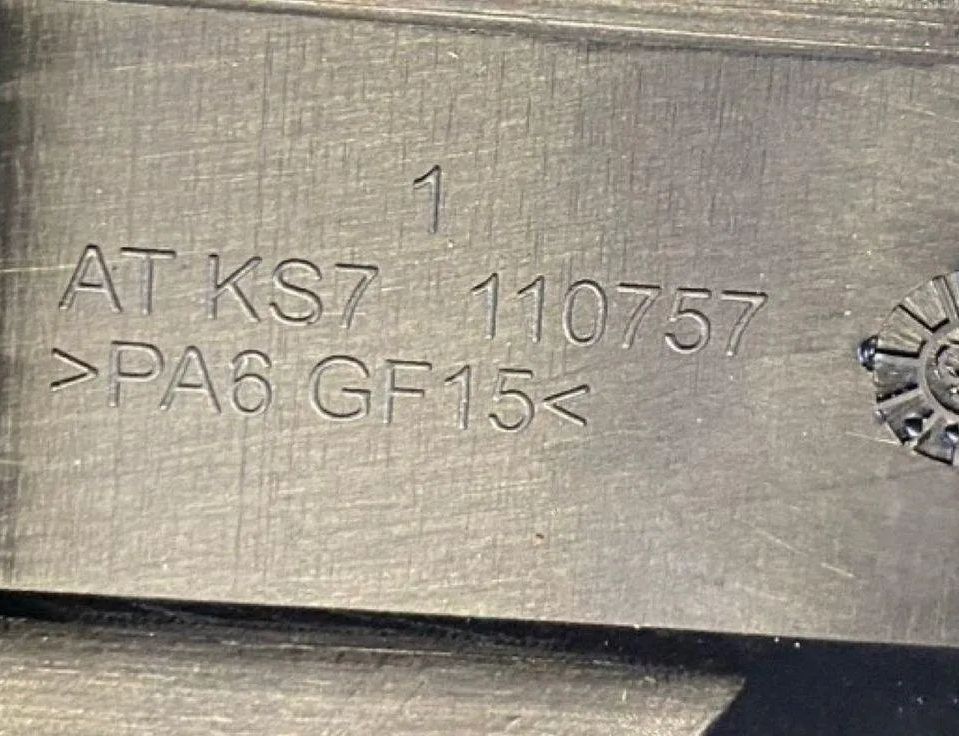 1
AT KS7 110757
>PA6 GF15<